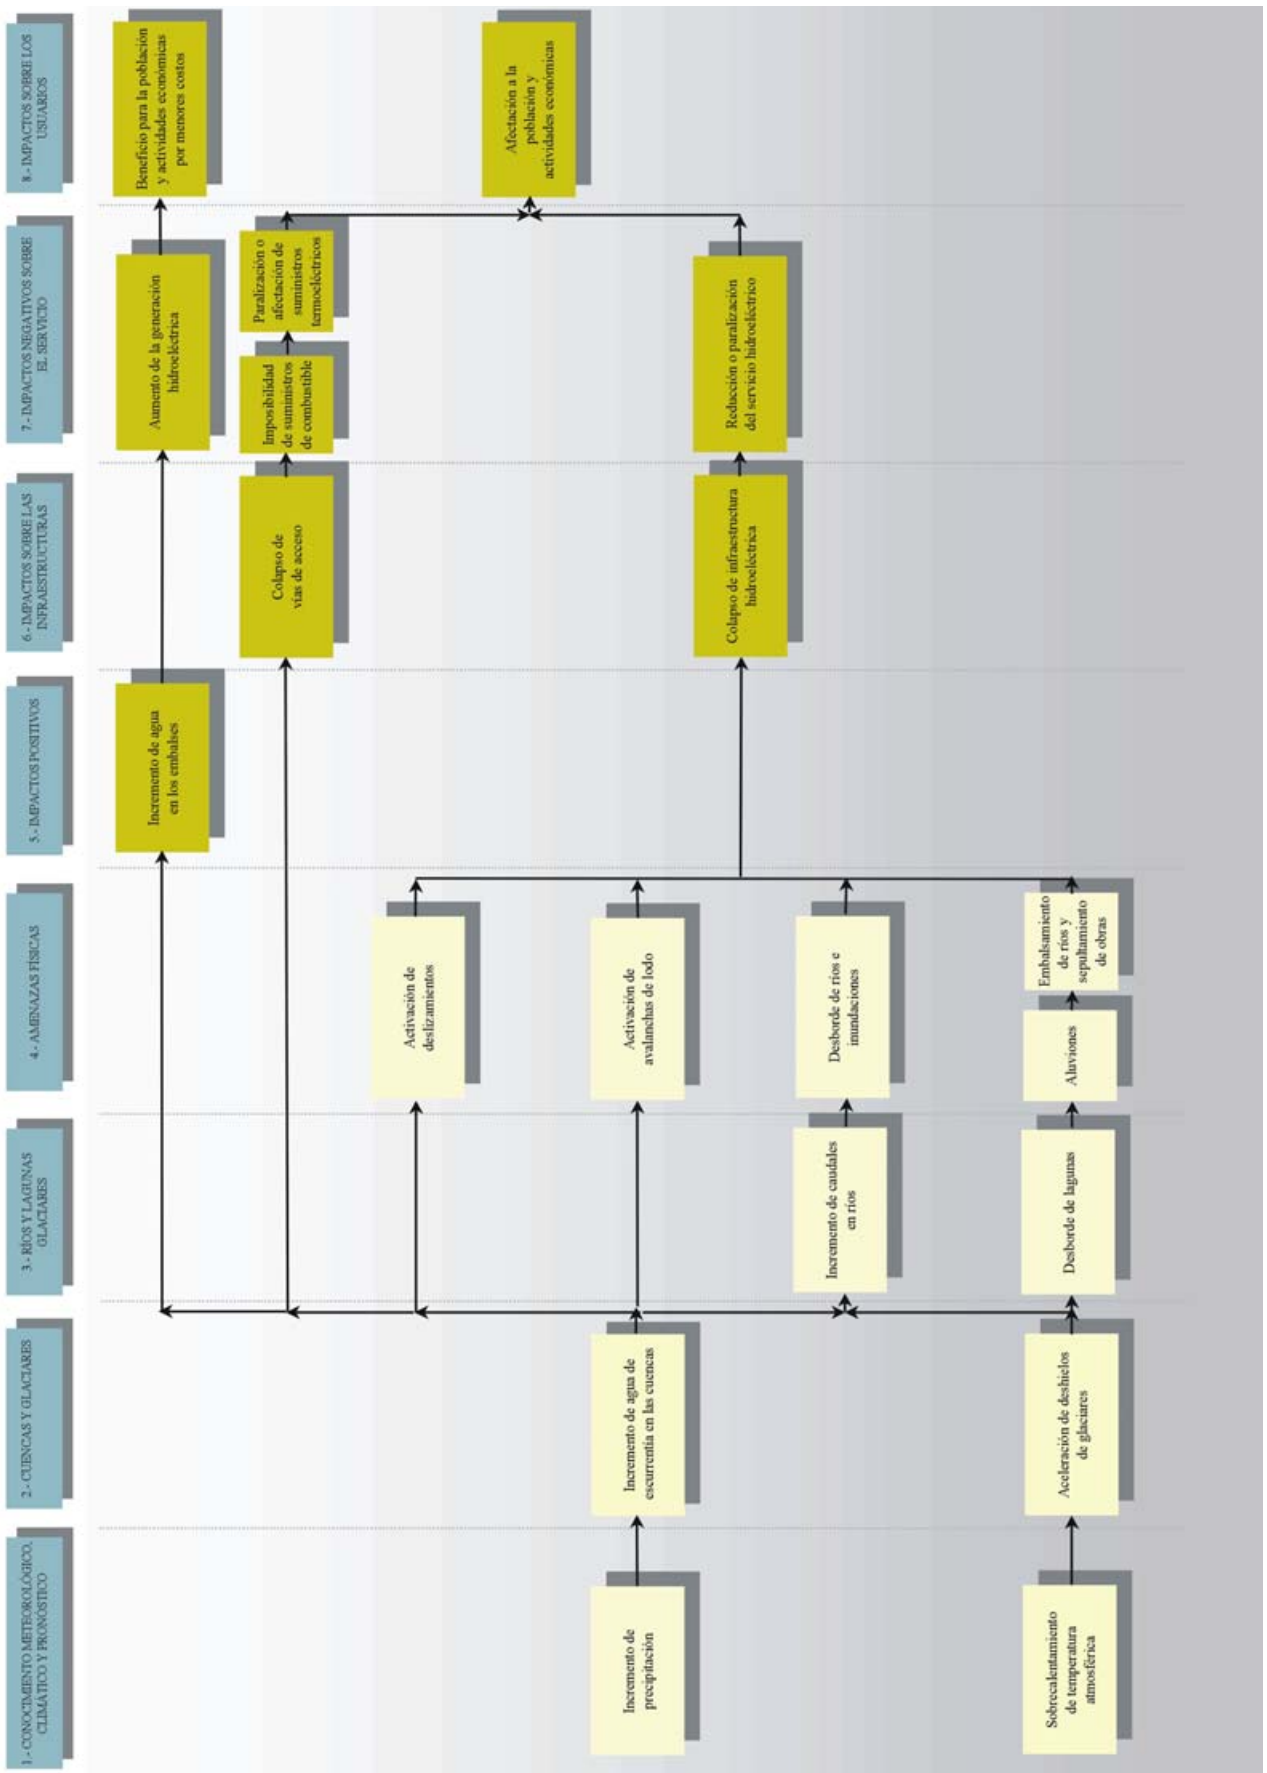 1.- CONOCIMIENTO METEOROLÓGICO,
CLIMÁTICO Y PRONÓSTICO
2.- CUENCAS Y GLACIARES
3.- RÍOS Y LAGUNAS
GLACIARES
4.- AMENAZAS FÍSICAS
5.- IMPACTOS POSITIVOS
6.- IMPACTOS SOBRE LAS
INFRAESTRUCTURAS
7.- IMPACTOS NEGATIVOS SOBRE
EL SERVICIO
8.- IMPACTOS SOBRE LOS
USUARIOS
Incremento de agua
en los embalses
Aumento de la generación
hidroeléctrica
Beneficio para la población
y actividades económicas
por menores costos
Colapso de
vías de acceso
Imposibilidad
de suministros
de combustible
Paralización o
afectación de
suministros
termoeléctricos
Activación de
deslizamientos
Afectación a la
población y
actividades económicas
Incremento de
precipitación
Incremento de agua de
escurrentía en las cuencas
Activación de
avalanchas de lodo
Colapso de infraestructura
hidroeléctrica
Reducción o paralización
del servicio hidroeléctrico
Incremento de caudales
en ríos
Desborde de ríos e
inundaciones
Sobrecalentamiento
de temperatura
atmosférica
Aceleración de deshielos
de glaciares
Desborde de lagunas
Aluviones
Embalsamiento
de ríos y
sepultamiento
de obras